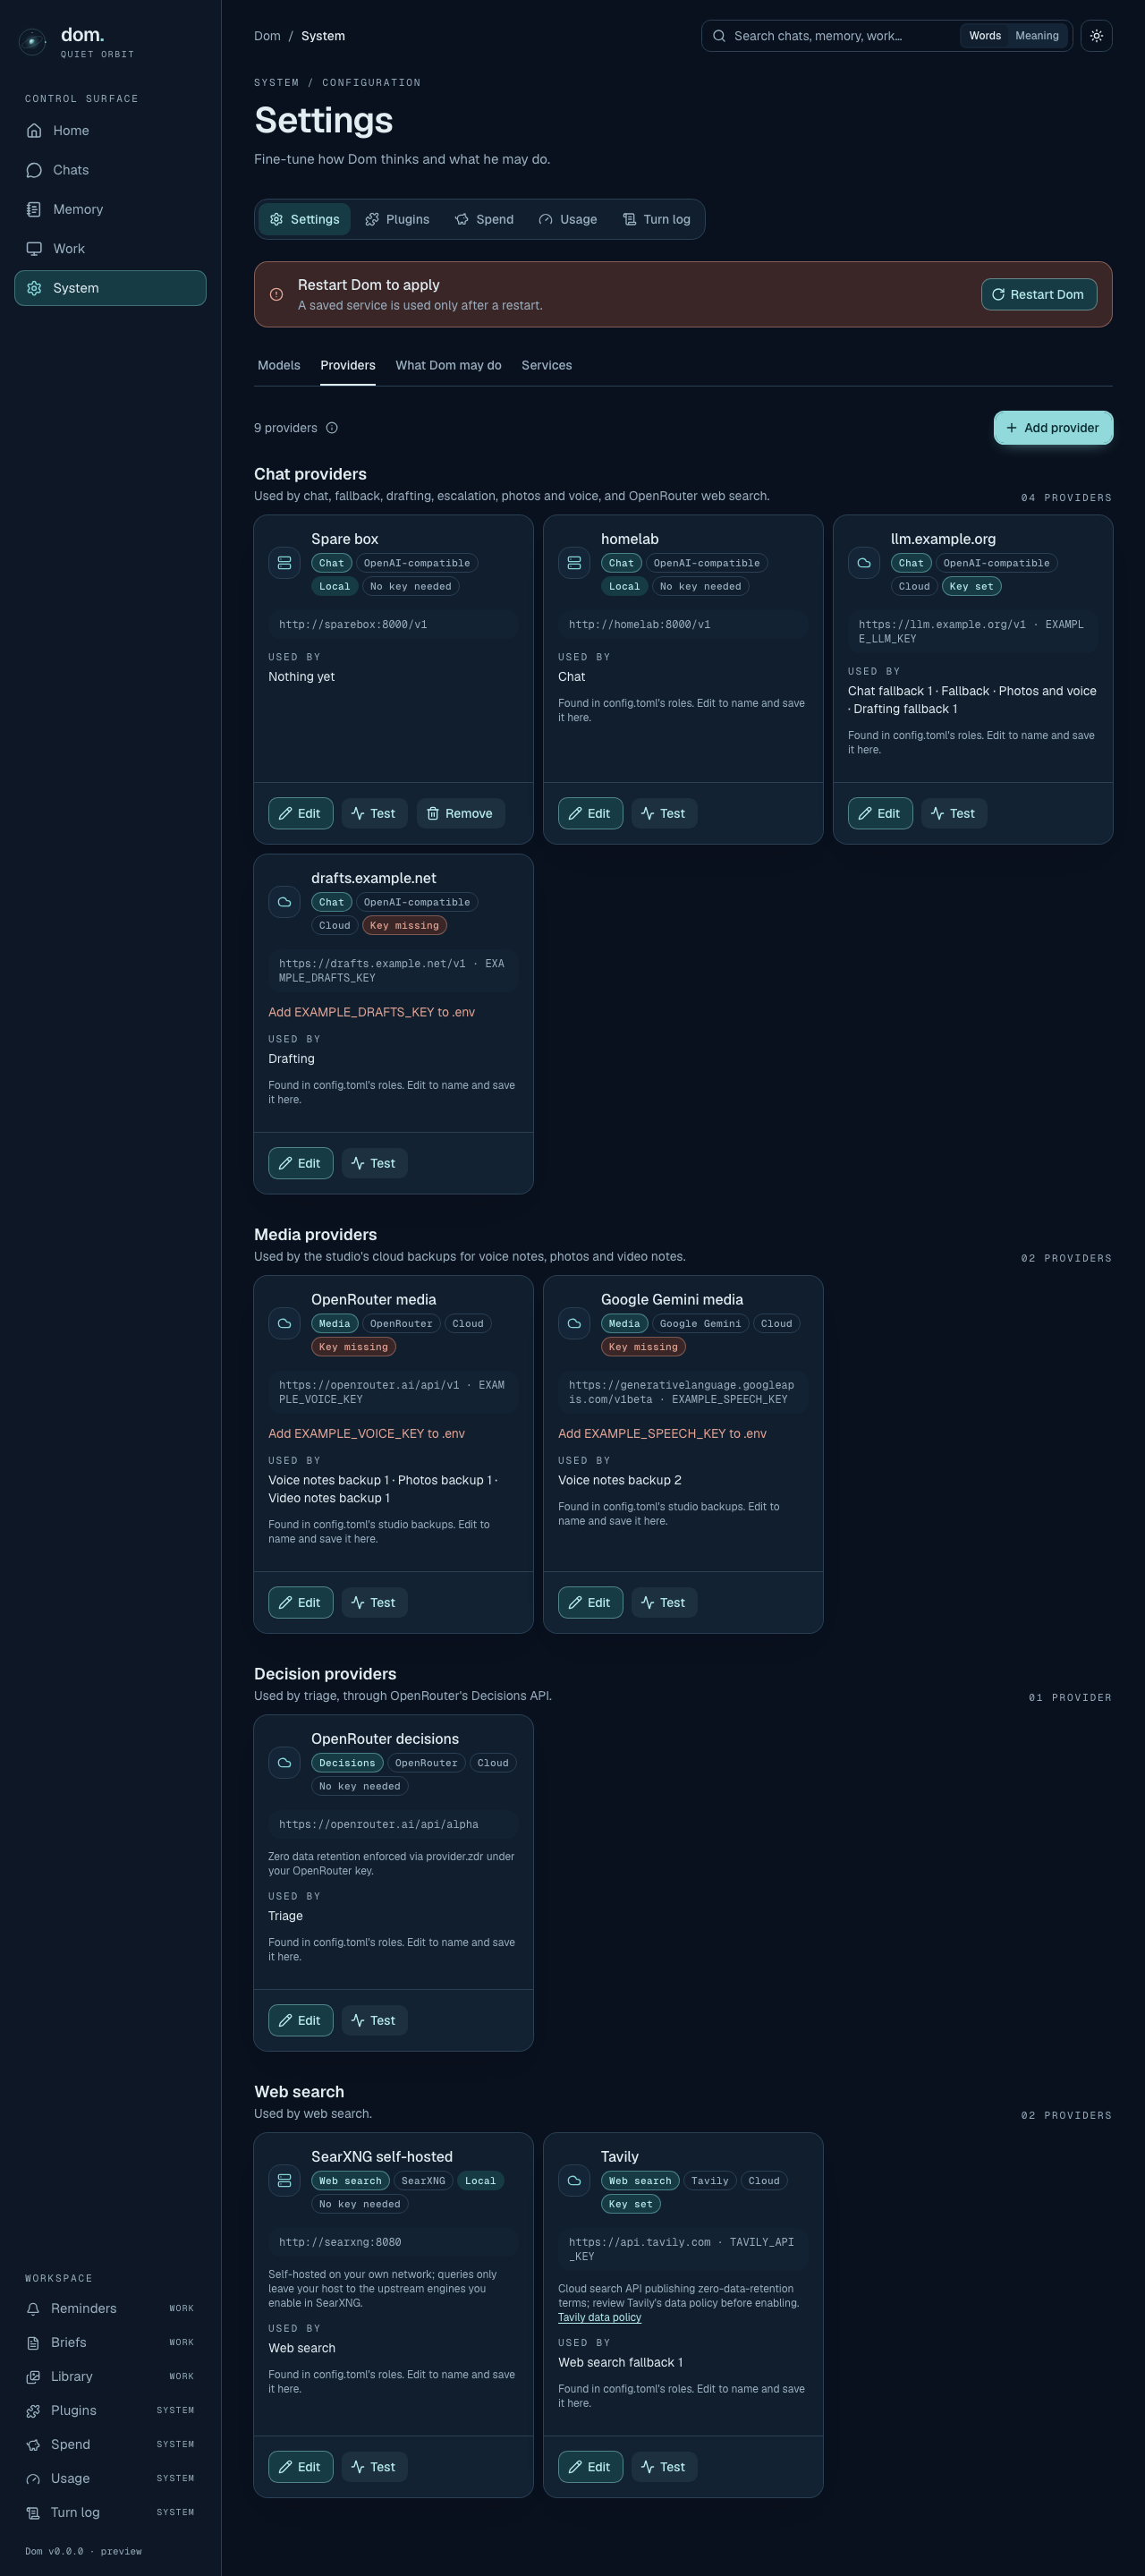 dom.
QUIET ORBIT
CONTROL SURFACE
Home
Chats
Memory
Work
System
WORKSPACE
Reminders WORK
Briefs WORK
Library WORK
Plugins SYSTEM
Spend SYSTEM
Usage SYSTEM
Turn log SYSTEM
Dom v0.0.0 · preview
Dom / System
Search chats, memory, work... Words Meaning
SYSTEM / CONFIGURATION
Settings
Fine-tune how Dom thinks and what he may do.
Settings Plugins Spend Usage Turn log
Restart Dom to apply
A saved service is used only after a restart.
Restart Dom
Models Providers What Dom may do Services
9 providers
Add provider
Chat providers
Used by chat, fallback, drafting, escalation, photos and voice, and OpenRouter web search.
04 PROVIDERS
Spare box
Chat OpenAI-compatible
Local No key needed
http://sparebox:8000/v1
USED BY
Nothing yet
Edit Test Remove
homelab
Chat OpenAI-compatible
Local No key needed
http://homelab:8000/v1
USED BY
Chat
Found in config.toml's roles. Edit to name and save
it here.
Edit Test
llm.example.org
Chat OpenAI-compatible
Cloud Key set
https://llm.example.org/v1 · EXAMPL
E_LLM_KEY
USED BY
Chat fallback 1 · Fallback · Photos and voice
· Drafting fallback 1
Found in config.toml's roles. Edit to name and save
it here.
Edit Test
drafts.example.net
Chat OpenAI-compatible
Cloud Key missing
https://drafts.example.net/v1 · EXA
MPLE_DRAFTS_KEY
Add EXAMPLE_DRAFTS_KEY to .env
USED BY
Drafting
Found in config.toml's roles. Edit to name and save
it here.
Edit Test
Media providers
Used by the studio's cloud backups for voice notes, photos and video notes.
02 PROVIDERS
OpenRouter media
Media OpenRouter Cloud
Key missing
https://openrouter.ai/api/v1 · EXAM
PLE_VOICE_KEY
Add EXAMPLE_VOICE_KEY to .env
USED BY
Voice notes backup 1 · Photos backup 1 ·
Video notes backup 1
Found in config.toml's studio backups. Edit to
name and save it here.
Edit Test
Google Gemini media
Media Google Gemini Cloud
Key missing
https://generativelanguage.googleap
is.com/v1beta · EXAMPLE_SPEECH_KEY
Add EXAMPLE_SPEECH_KEY to .env
USED BY
Voice notes backup 2
Found in config.toml's studio backups. Edit to
name and save it here.
Edit Test
Decision providers
Used by triage, through OpenRouter's Decisions API.
01 PROVIDER
OpenRouter decisions
Decisions OpenRouter Cloud
No key needed
https://openrouter.ai/api/alpha
Zero data retention enforced via provider.zdr under
your OpenRouter key.
USED BY
Triage
Found in config.toml's roles. Edit to name and save
it here.
Edit Test
Web search
Used by web search.
02 PROVIDERS
SearXNG self-hosted
Web search SearXNG Local
No key needed
http://searxng:8080
Self-hosted on your own network; queries only
leave your host to the upstream engines you
enable in SearXNG.
USED BY
Web search
Found in config.toml's roles. Edit to name and save
it here.
Edit Test
Tavily
Web search Tavily Cloud
Key set
https://api.tavily.com · TAVILY_API
_KEY
Cloud search API publishing zero-data-retention
terms; review Tavily's data policy before enabling.
Tavily data policy
USED BY
Web search fallback 1
Found in config.toml's roles. Edit to name and save
it here.
Edit Test